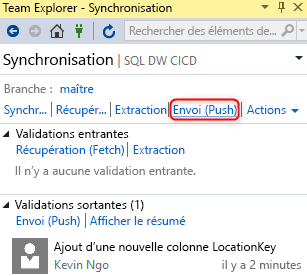 Team Explorer - Synchronisation
Rechercher des éléments de...
Synchronisation | SQL DW CICD
Branche : maître
Synchr... | Récupér... | Extraction | Envoi (Push) | Actions
Validations entrantes
Récupération (Fetch) | Extraction
Il n'y a aucune validation entrante.
Validations sortantes (1)
Envoi (Push) | Afficher le résumé
Ajout d'une nouvelle colonne LocationKey
Kevin Ngo il y a 2 minutes